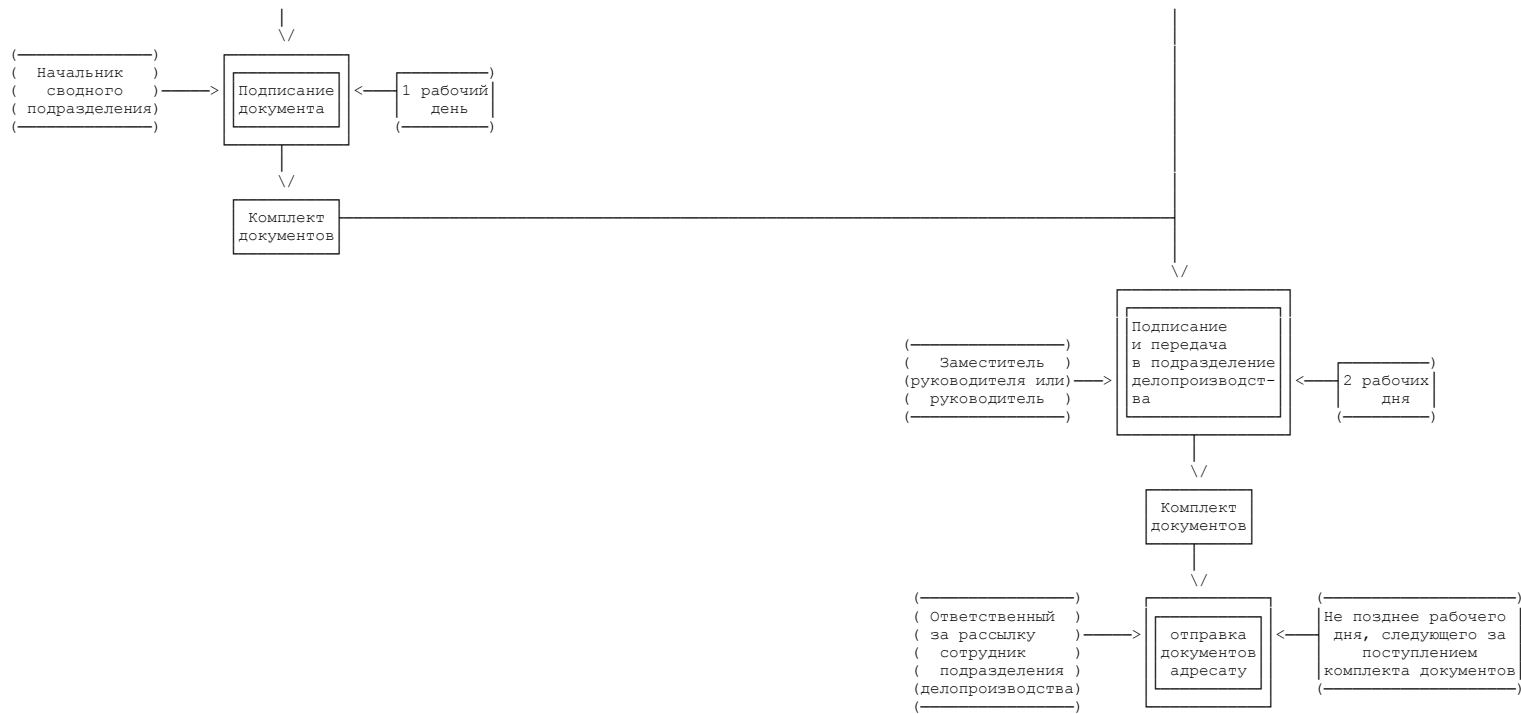 Начальник
сводного
подразделения
Подписание
документа
1 рабочий
день
Комплект
документов
Заместитель
руководителя или
руководитель
Подписание
и передача
в подразделение
делопроизводст-
ва
2 рабочих
дня
Комплект
документов
Ответственный
за рассылку
сотрудник
подразделения
делопроизводства
отправка
документов
адресату
Не позднее рабочего
дня, следующего за
поступлением
комплекта документов